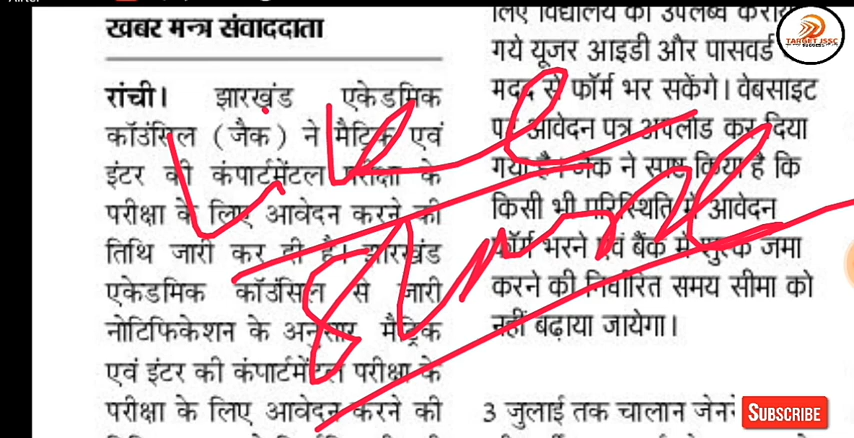 खबर मन्त्र संवाददाता
रांची। झारखंड एकेडमिक
कॉउंसिल (जैक) ने मैट्रिक एवं
इंटर की कंपार्टमेंटल परीक्षा के
परीक्षा के लिए आवेदन करने की
तिथि जारी कर दी है। झारखंड
एकेडमिक कॉउंसिल से जारी
नोटिफिकेशन के अनुसार मैट्रिक
एवं इंटर की कंपार्टमेंटल परीक्षा के
परीक्षा के लिए आवेदन करने की
लिए विद्यालय को उपलब्ध
गये यूजर आइडी और पासवर्ड
मदद से फॉर्म भर सकेंगे। वेबसाइट
पर आवेदन पत्र अपलोड कर दिया
गया है। जैक ने स्पष्ट किया है कि
किसी भी परिस्थिति में आवेदन
फॉर्म भरने एवं बैंक में शुल्क जमा
करने की निर्धारित समय सीमा को
नहीं बढ़ाया जायेगा।
3 जुलाई तक चालान
TARGET JSSC
SUBSCRIBE